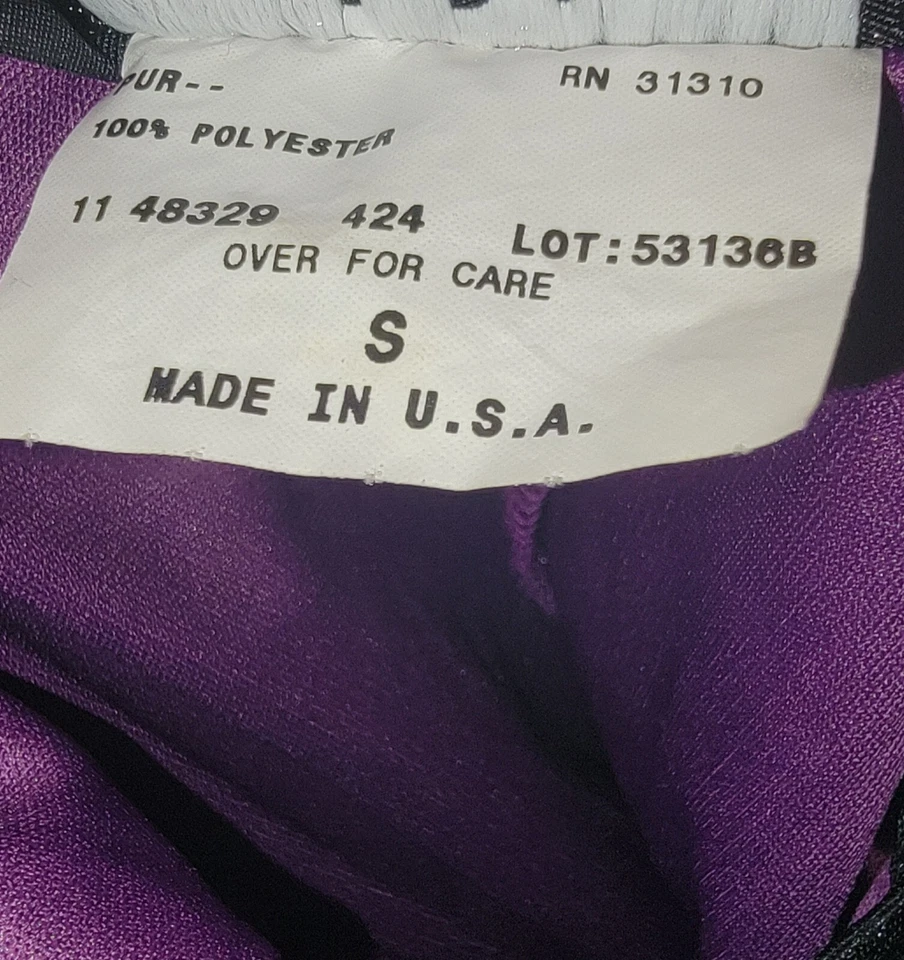 PUR-- RN 31310
100% POLYESTER
11 48329 424 LOT:53136B
OVER FOR CARE
S
MADE IN U.S.A.